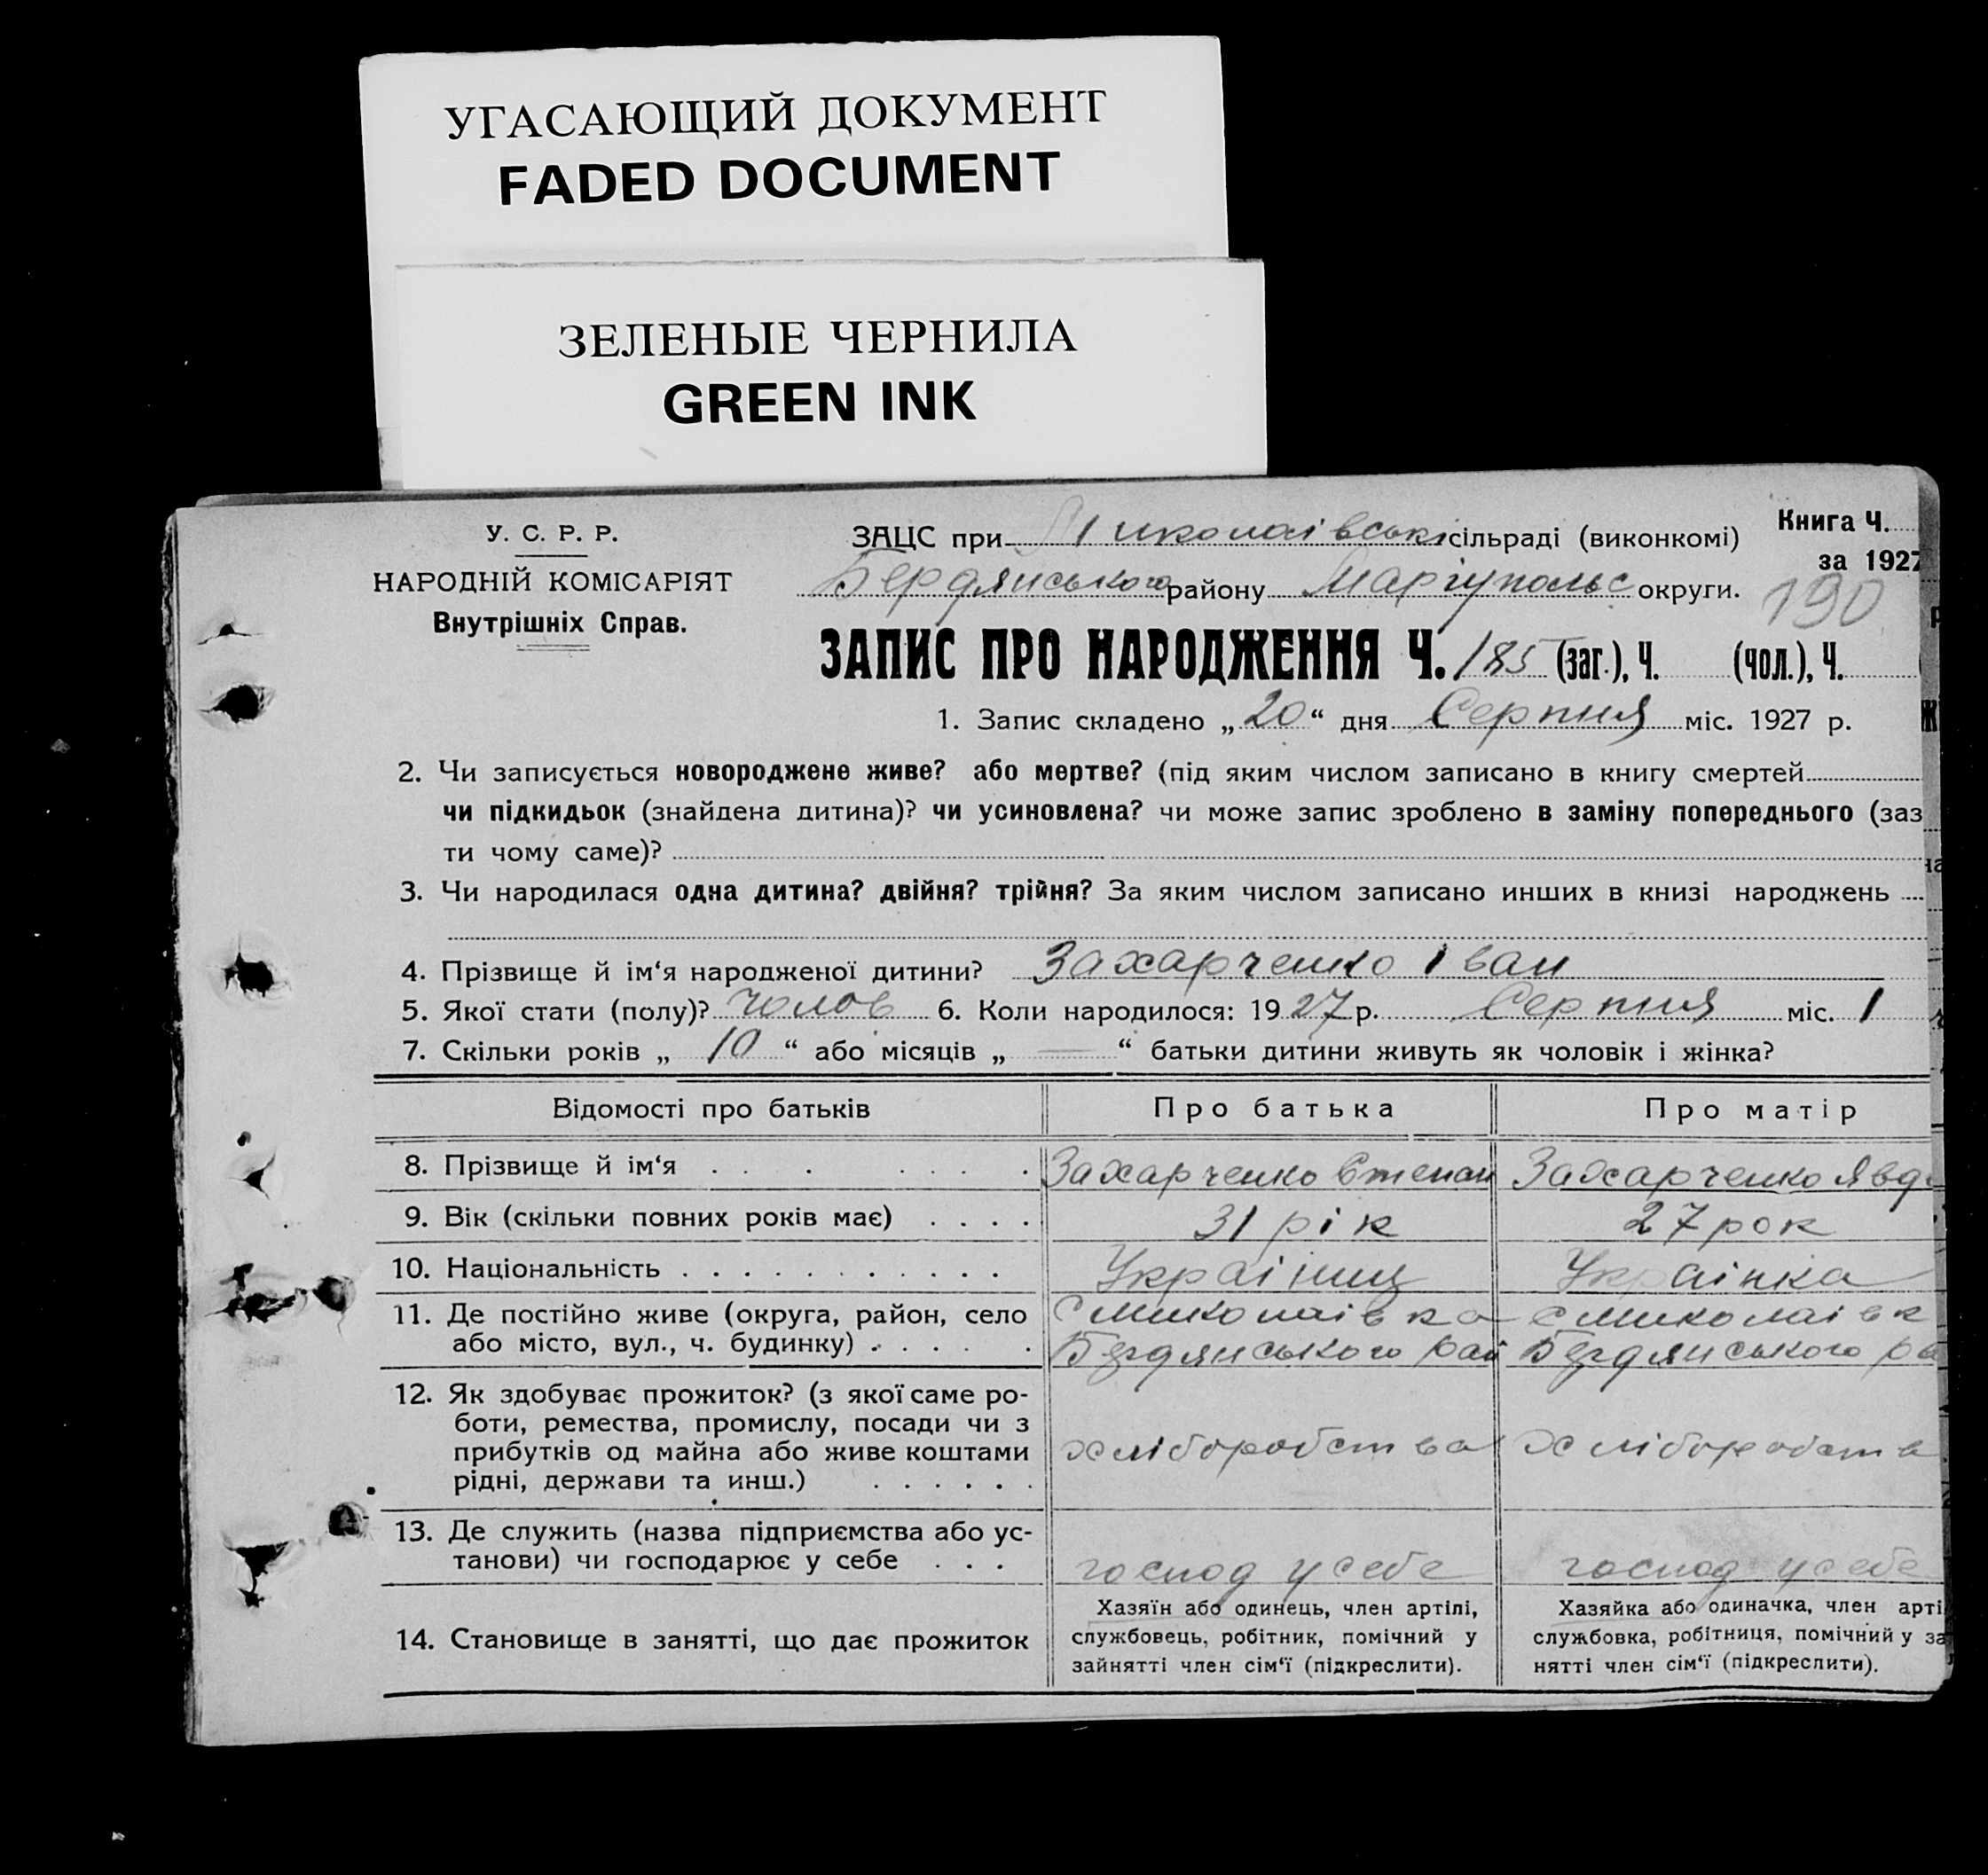 УГАСАЮЩИЙ ДОКУМЕНТ
FADED DOCUMENT
ЗЕЛЕНЫЕ ЧЕРНИЛА
GREEN INK
У. С. Р. Р.
НАРОДНІЙ КОМІСАРІЯТ
Внутрішніх Справ.
ЗАЦС при Миколаівські сільраді (виконкомі)
Бердянського району Маріупольс округи.
Книга Ч.
за 1927
190
ЗАПИС ПРО НАРОДЖЕННЯ Ч. 185 (заг.), Ч. (чол.), Ч.
1. Запис складено „ 20 “ дня Серпня міс. 1927 р.
2. Чи записується новороджене живе? або мертве? (під яким числом записано в книгу смертей
чи підкидьок (знайдена дитина)? чи усиновлена? чи може запис зроблено в заміну попереднього (заз
ти чому саме)?
3. Чи народилася одна дитина? двійня? трійня? За яким числом записано инших в книзі народжень
4. Прізвище й ім‘я народженої дитини? Захарченко Іван
5. Якої стати (полу)? чолов 6. Коли народилося: 1927 р. Серпня міс. 1
7. Скільки років „ 10 “ або місяців „ — “ батьки дитини живуть як чоловік і жінка?
Відомості про батьків Про батька Про матір
8. Прізвище й ім‘я . . . . . . . Захарченко Степан Захарченко Явд
9. Вік (скільки повних років має) . . . . 31 рік 27 рок
10. Національність . . . . . . . . . . . Украінец Украінка
11. Де постійно живе (округа, район, село с Миколаівка с Миколаівк
або місто, вул., ч. будинку) . . . . . Бердянського рай Бердянського ра
12. Як здобуває прожиток? (з якої саме ро-
боти, ремества, промислу, посади чи з
прибутків од майна або живе коштами хліборобства хліборобств
рідні, держави та инш.) . . . . . .
13. Де служить (назва підприємства або ус-
танови) чи господарює у себе . . . господ у себе господ у себе
14. Становище в занятті, що дає прожиток
Хазяїн або одинець, член артілі,
службовець, робітник, помічний у
зайнятті член сім‘ї (підкреслити).
Хазяйка або одиначка, член арті
службовка, робітниця, помічний у за
нятті член сім‘ї (підкреслити).